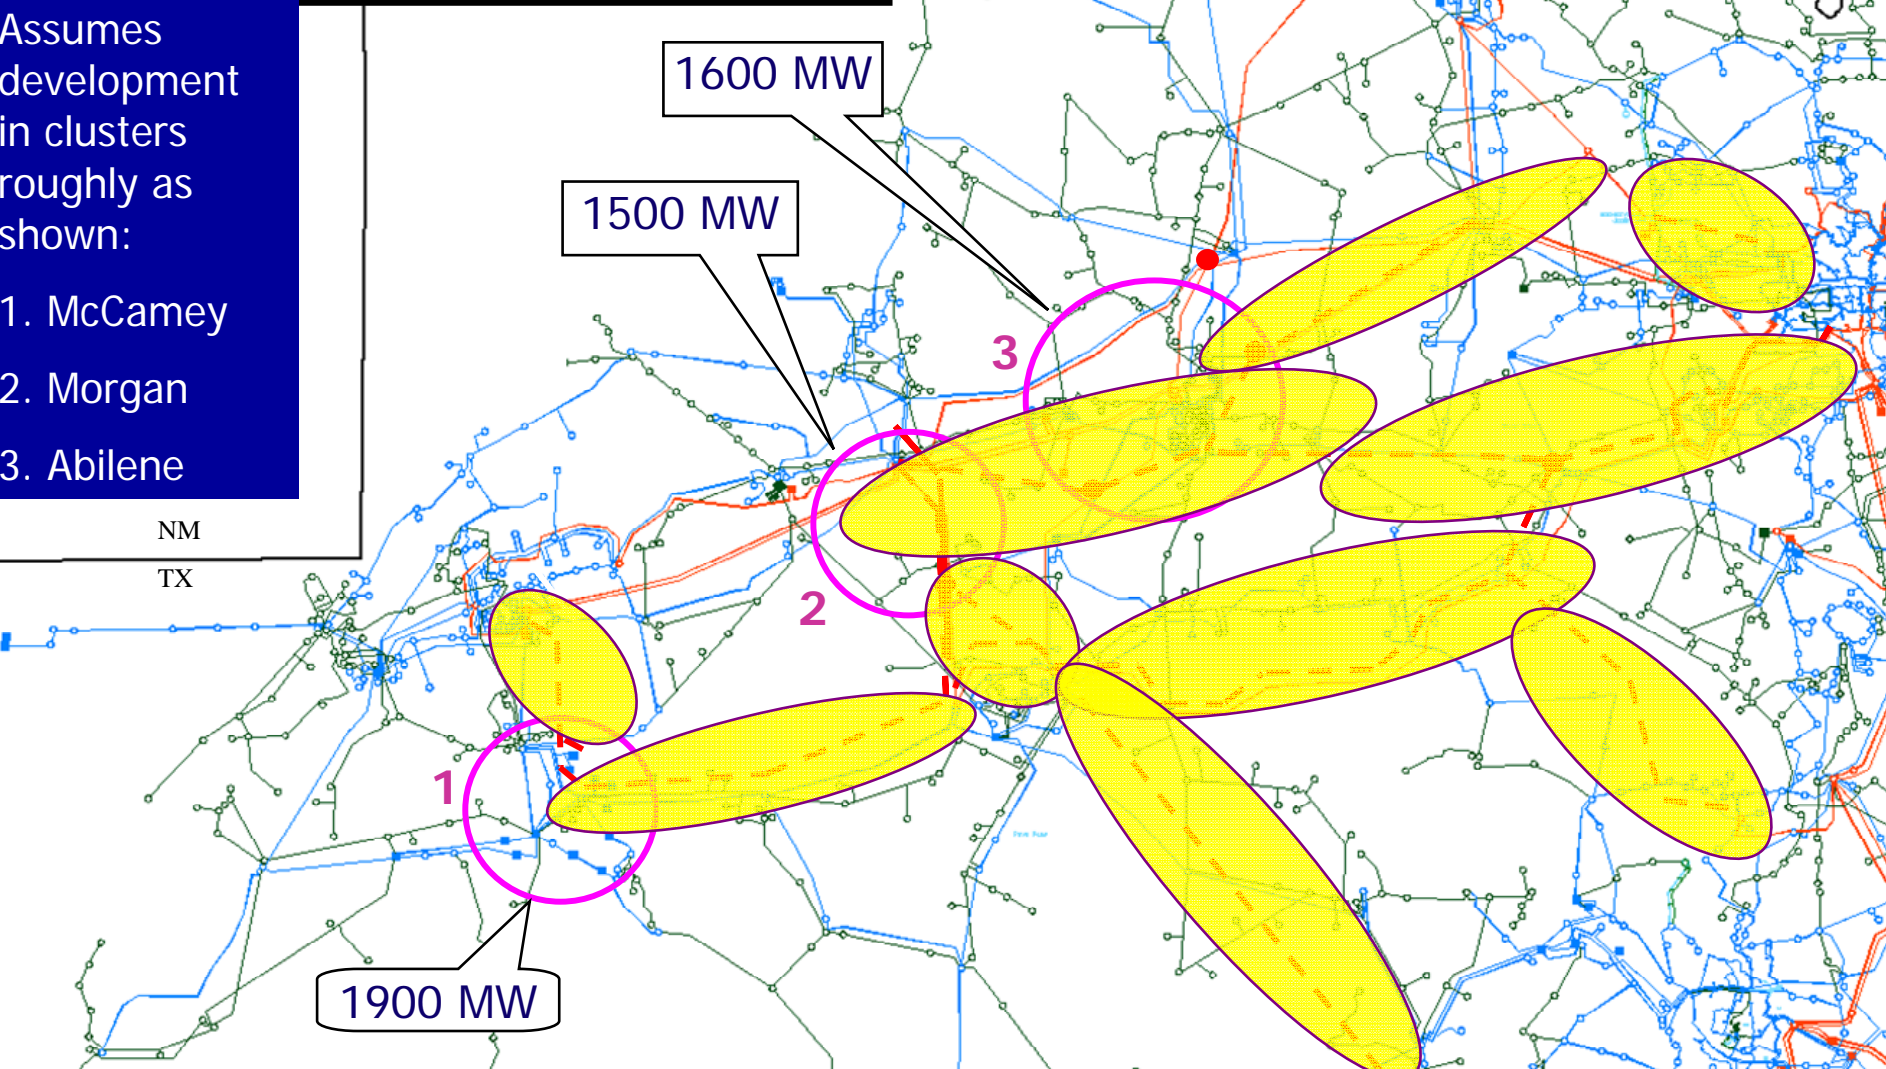 Assumes
development
in clusters
roughly as
shown:
1. McCamey
2. Morgan
3. Abilene
NM
TX
1600 MW
1500 MW
3
2
1
1900 MW